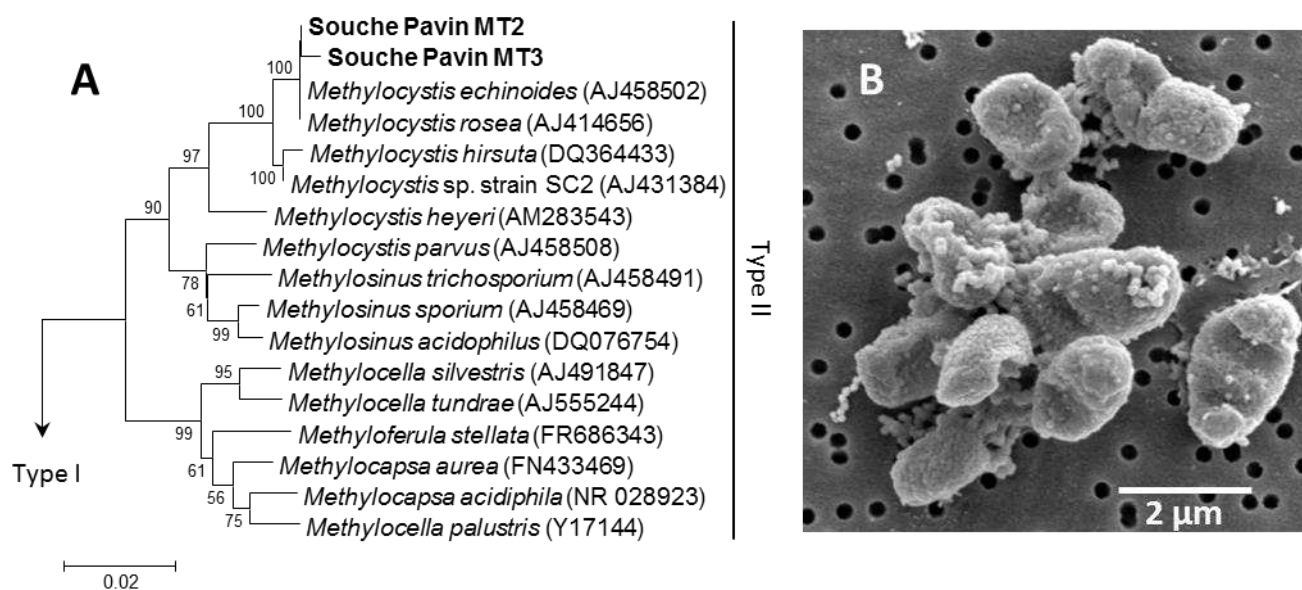 A
Souche Pavin MT2
Souche Pavin MT3
Methylocystis echinoides (AJ458502)
Methylocystis rosea (AJ414656)
Methylocystis hirsuta (DQ364433)
Methylocystis sp. strain SC2 (AJ431384)
Methylocystis heyeri (AM283543)
Methylocystis parvus (AJ458508)
Methylosinus trichosporium (AJ458491)
Methylosinus sporium (AJ458469)
Methylosinus acidophilus (DQ076754)
Methylocella silvestris (AJ491847)
Methylocella tundrae (AJ555244)
Methyloferula stellata (FR686343)
Methylocapsa aurea (FN433469)
Methylocapsa acidiphila (NR 028923)
Methylocella palustris (Y17144)
100
100
100
97
90
78
61
99
95
99
61
56
75
Type I
Type II
0.02
B
2 µm